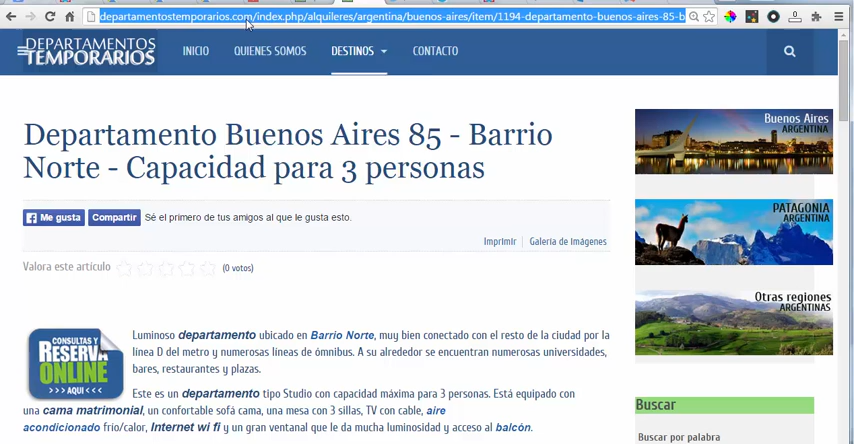 departamentostemporarios.com/index.php/alquileres/argentina/buenos-aires/item/1194-departamento-buenos-aires-85-b
DEPARTAMENTOS
TEMPORARIOS
INICIO QUIENES SOMOS DESTINOS CONTACTO
Departamento Buenos Aires 85 - Barrio
Norte - Capacidad para 3 personas
Me gusta Compartir Sé el primero de tus amigos al que le gusta esto.
Imprimir Galería de Imágenes
Valora este artículo (0 votos)
CONSULTAS Y
RESERVA
ONLINE
>>> AQUI <<<
Luminoso departamento ubicado en Barrio Norte, muy bien conectado con el resto de la ciudad por la
línea D del metro y numerosas líneas de ómnibus. A su alrededor se encuentran numerosas universidades,
bares, restaurantes y plazas.
Este es un departamento tipo Studio con capacidad máxima para 3 personas. Está equipado con
una cama matrimonial, un confortable sofá cama, una mesa con 3 sillas, TV con cable, aire
acondicionado frío/calor, Internet wi fi y un gran ventanal que le da mucha luminosidad y acceso al balcón.
Buenos Aires
ARGENTINA
PATAGONIA
ARGENTINA
Otras regiones
ARGENTINA
Buscar
Buscar por palabra